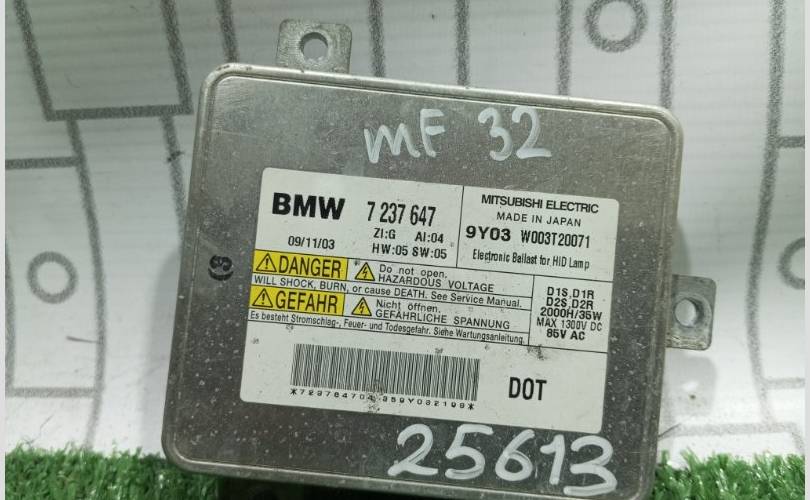 mF 32
BMW 7 237 647
ZI:G AI:04
09/11/03 HW:05 SW:05
MITSUBISHI ELECTRIC
MADE IN JAPAN
9Y03 W003T20071
Electronic Ballast for HID Lamp
DANGER Do not open.
HAZARDOUS VOLTAGE
WILL SHOCK, BURN, or cause DEATH. See Service Manual.
GEFAHR Nicht öffnen.
GEFÄHRLICHE SPANNUNG
Es besteht Stromschlag-, Feuer- und Todesgefahr. Siehe Wartungsanleitung.
D1S,D1R
D2S,D2R
2000H/35W
MAX 1300V DC
85V AC
DOT
25613